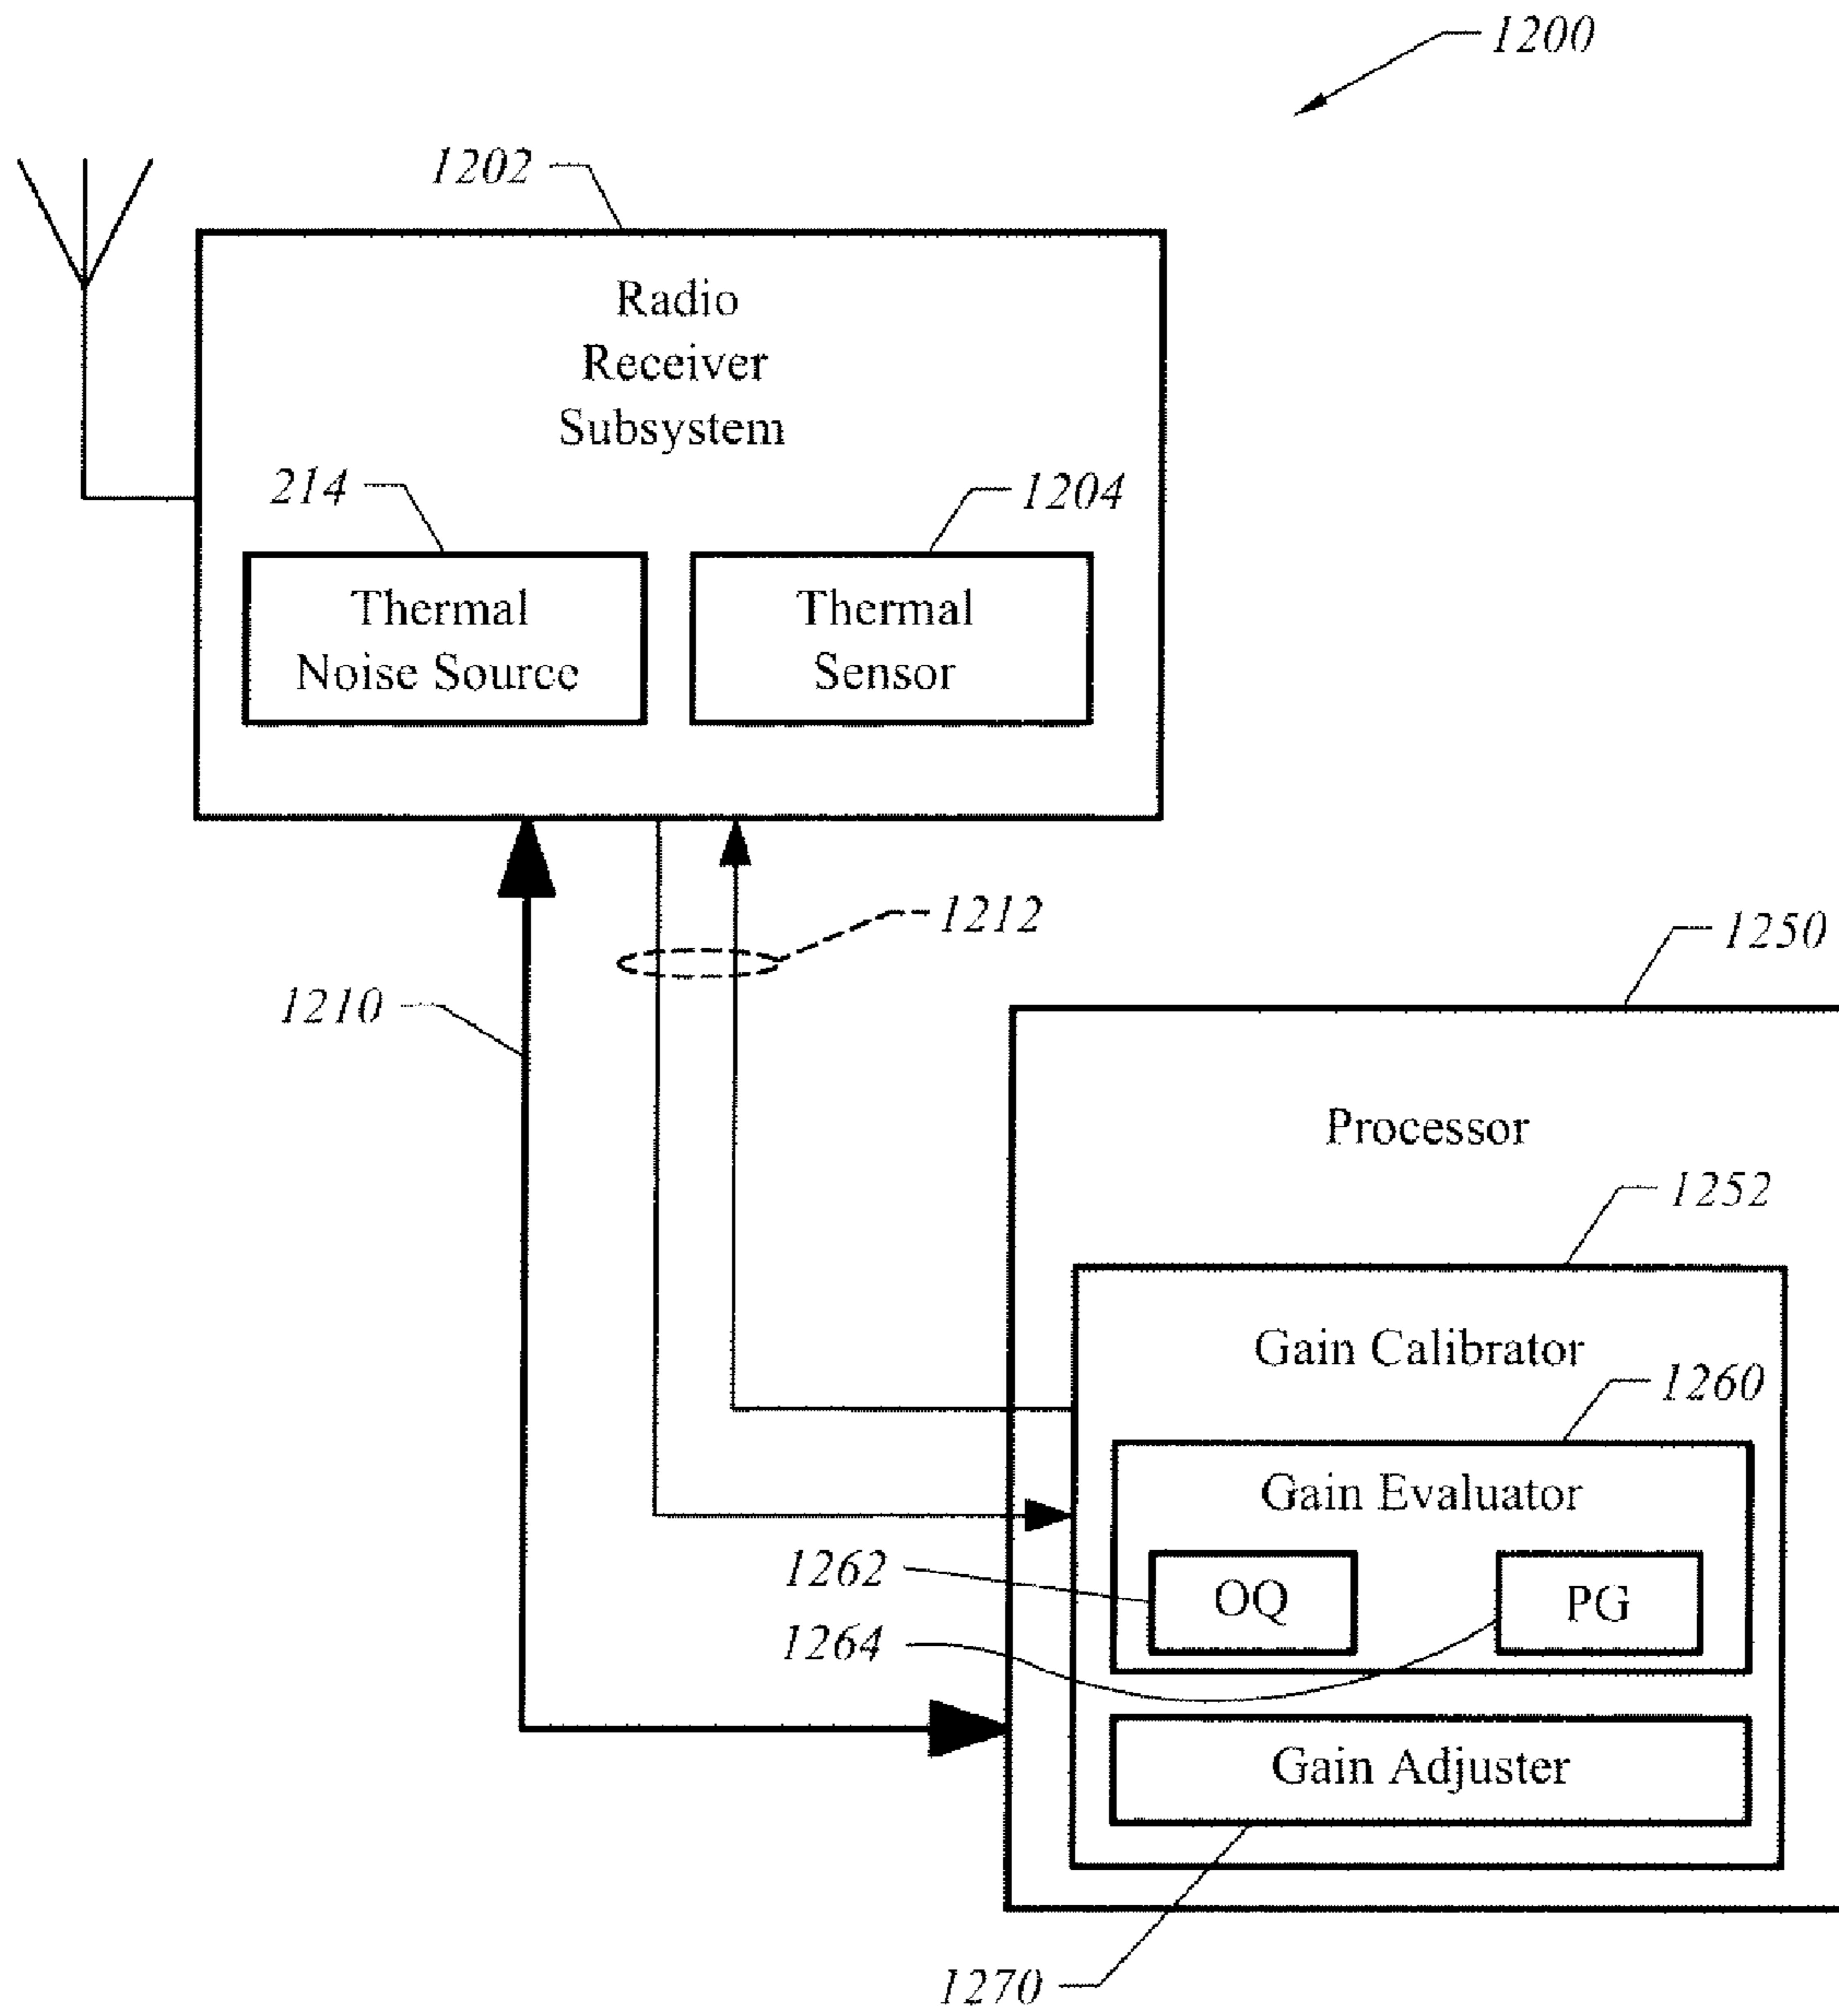 1200
1202
Radio
Receiver
Subsystem
214
1204
Thermal
Noise Source
Thermal
Sensor
1212
1210
1250
Processor
1252
Gain Calibrator
1260
Gain Evaluator
1262
OQ
PG
1264
Gain Adjuster
1270